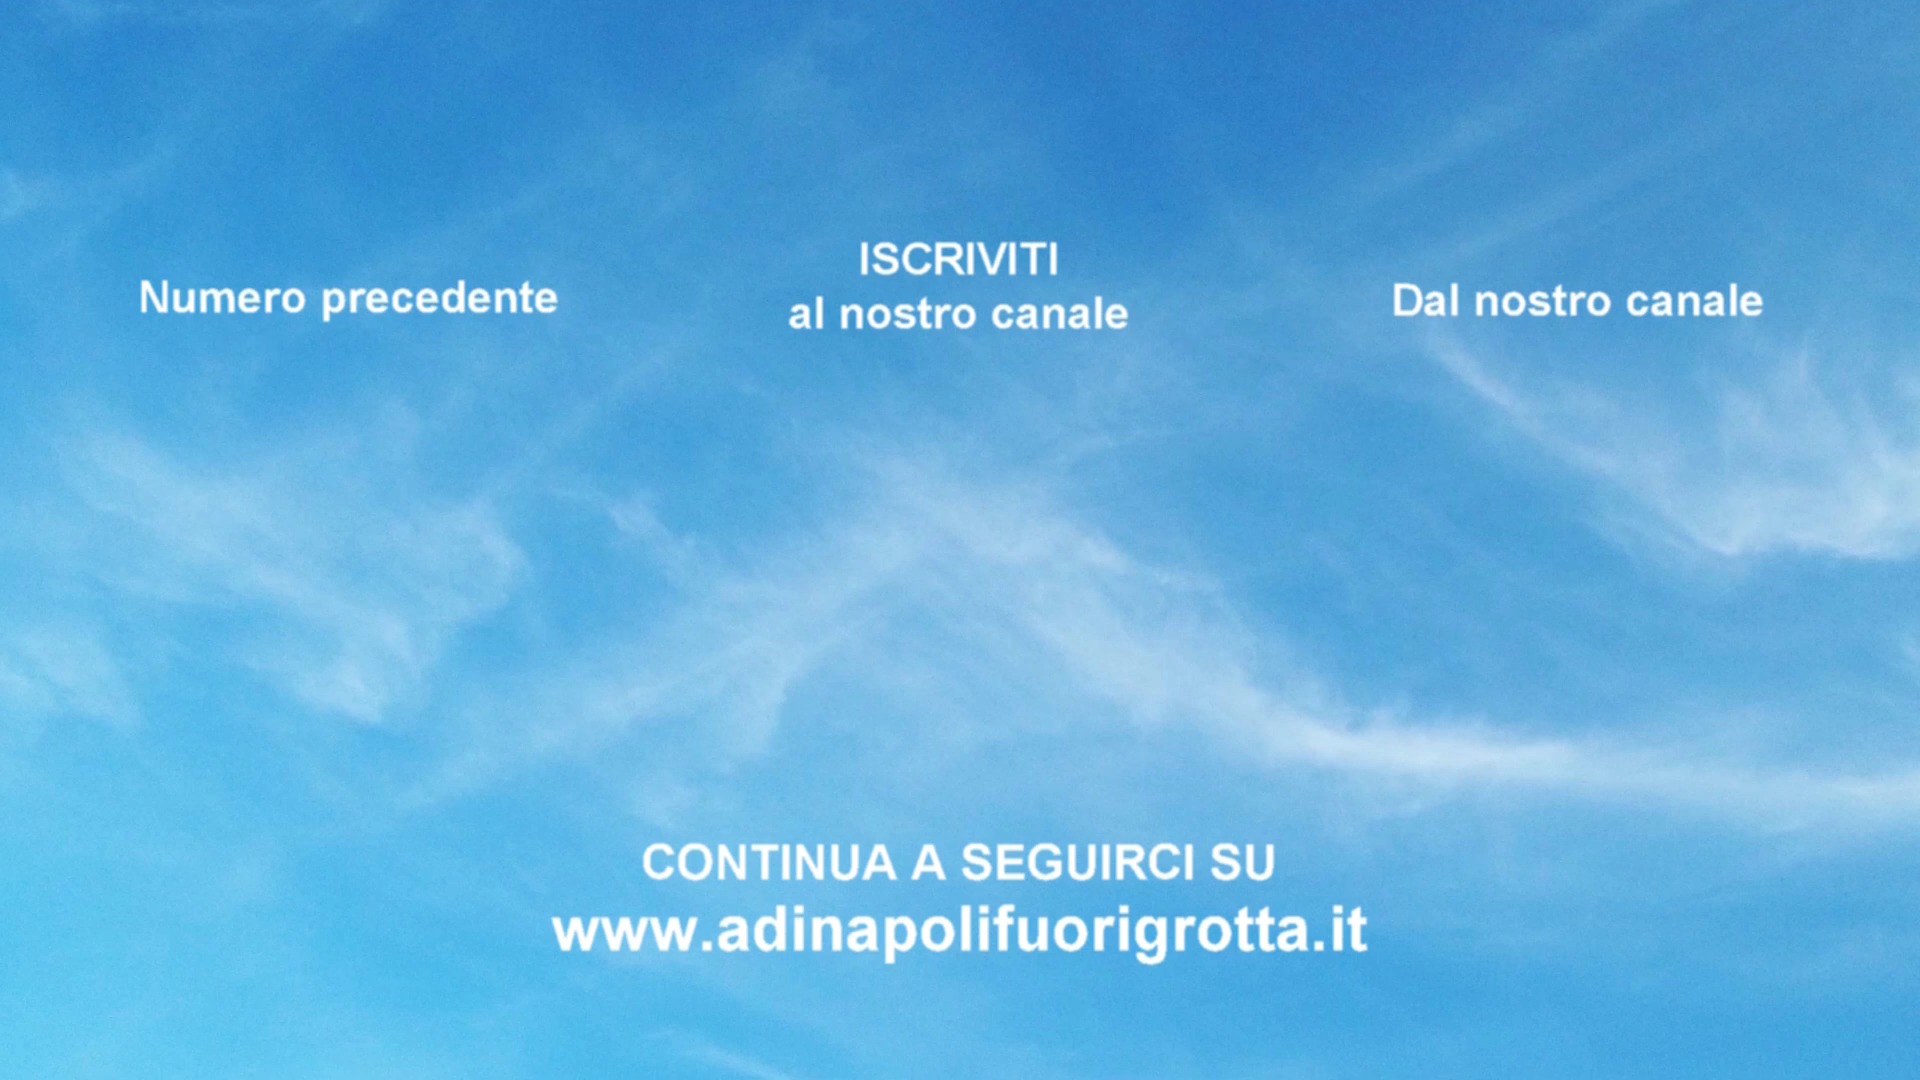 Numero precedente
ISCRIVITI
al nostro canale
Dal nostro canale
CONTINUA A SEGUIRCI SU
www.adinapolifuorigrotta.it